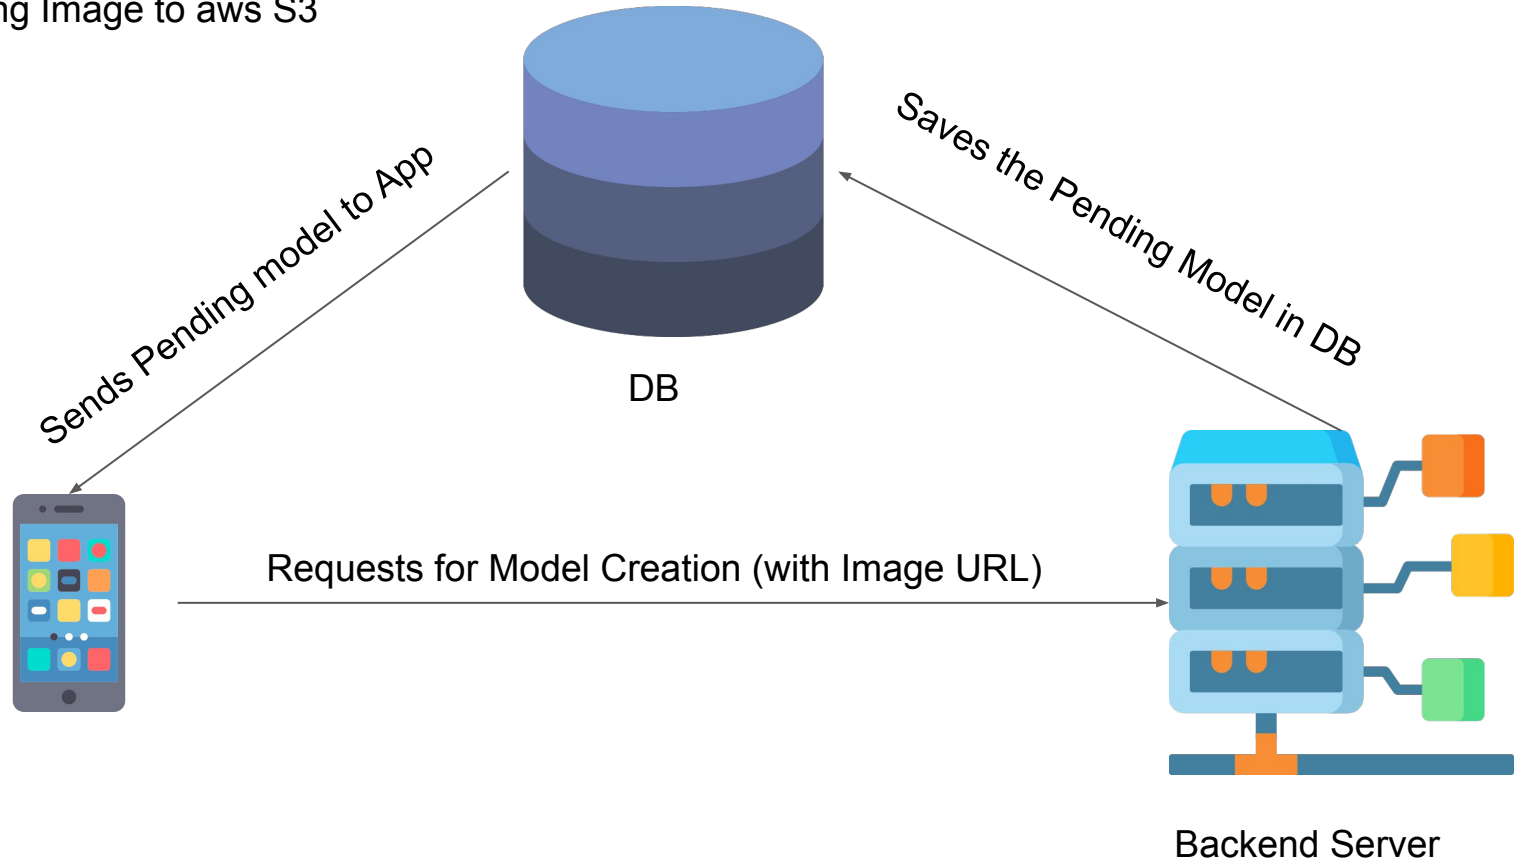 ng Image to aws S3
Saves the Pending Model in DB
Sends Pending model to App
DB
Requests for Model Creation (with Image URL)
Backend Server